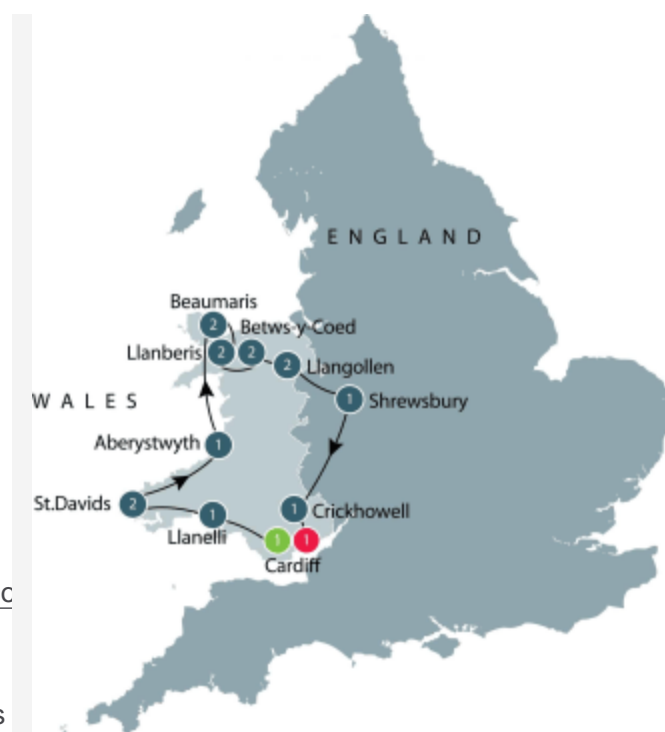 ENGLAND
Beaumaris
2
Betws-y-Coed
Llanberis
2
2
2
Llangollen
WALES
1
Shrewsbury
Aberystwyth
1
St.Davids
2
1
1
Crickhowell
Llanelli
1
1
Cardiff
c
s